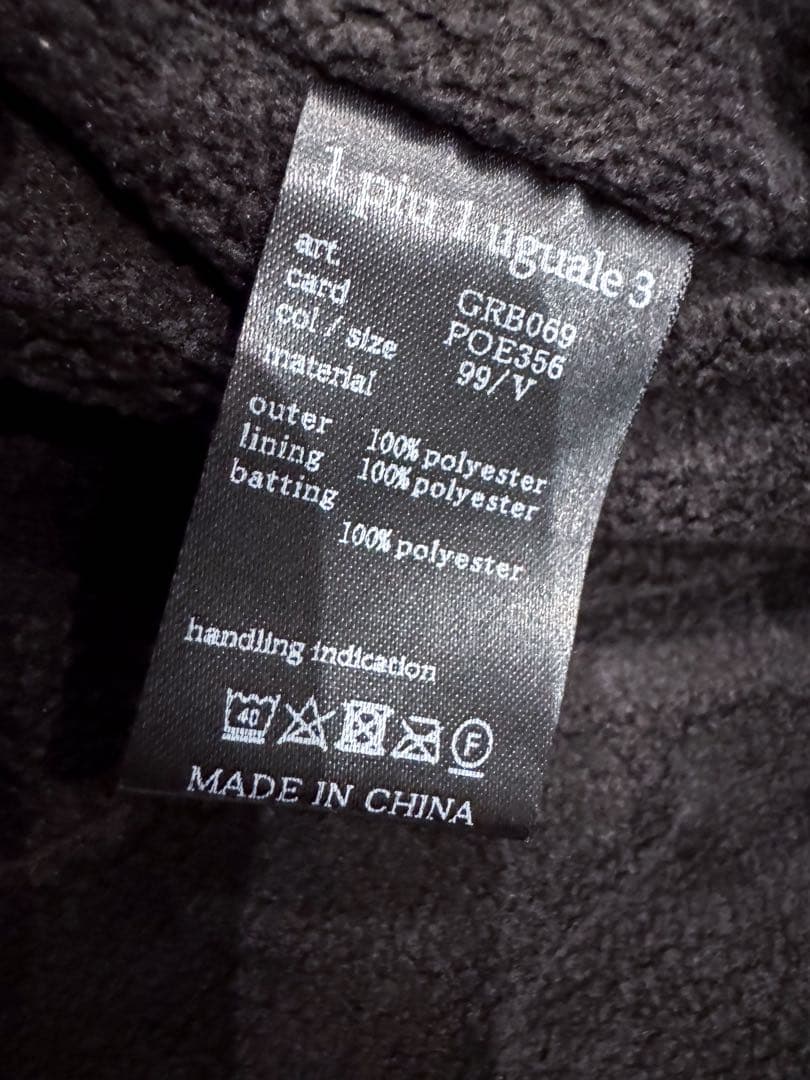 1 piu 1 uguale 3
art. GRB069
card POE356
col / size 99/V
material
outer 100% polyester
lining 100% polyester
batting
100% polyester
handling indication
40 F
MADE IN CHINA